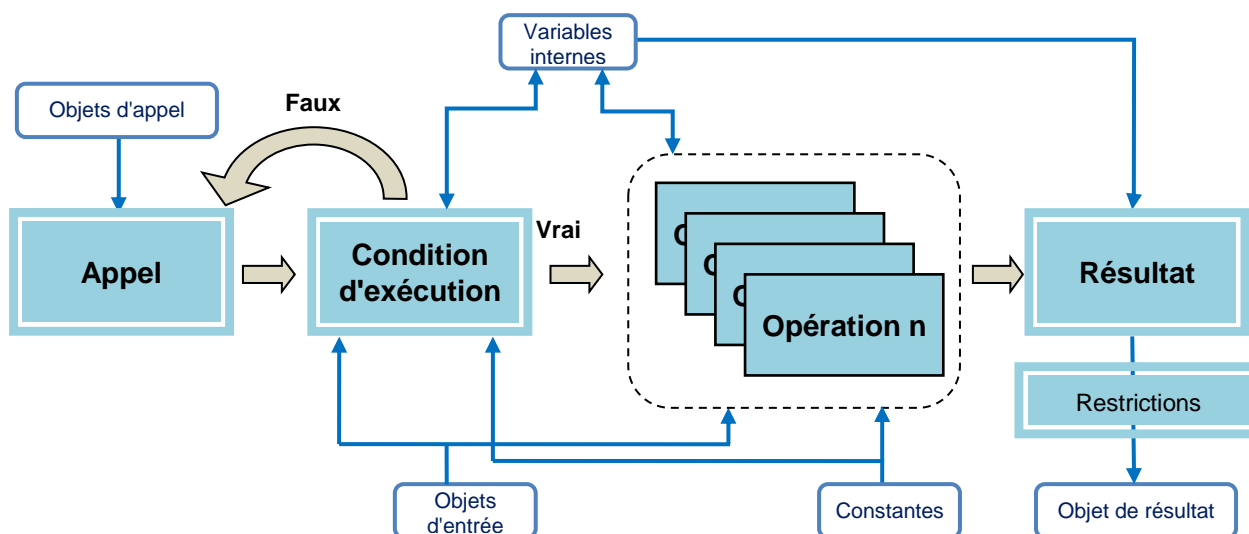 Variables
internes
Objets d'appel
Faux
Appel
Condition
d'exécution
Vrai
O
O
O
Opération n
Résultat
Restrictions
Objets
d'entrée
Constantes
Objet de résultat